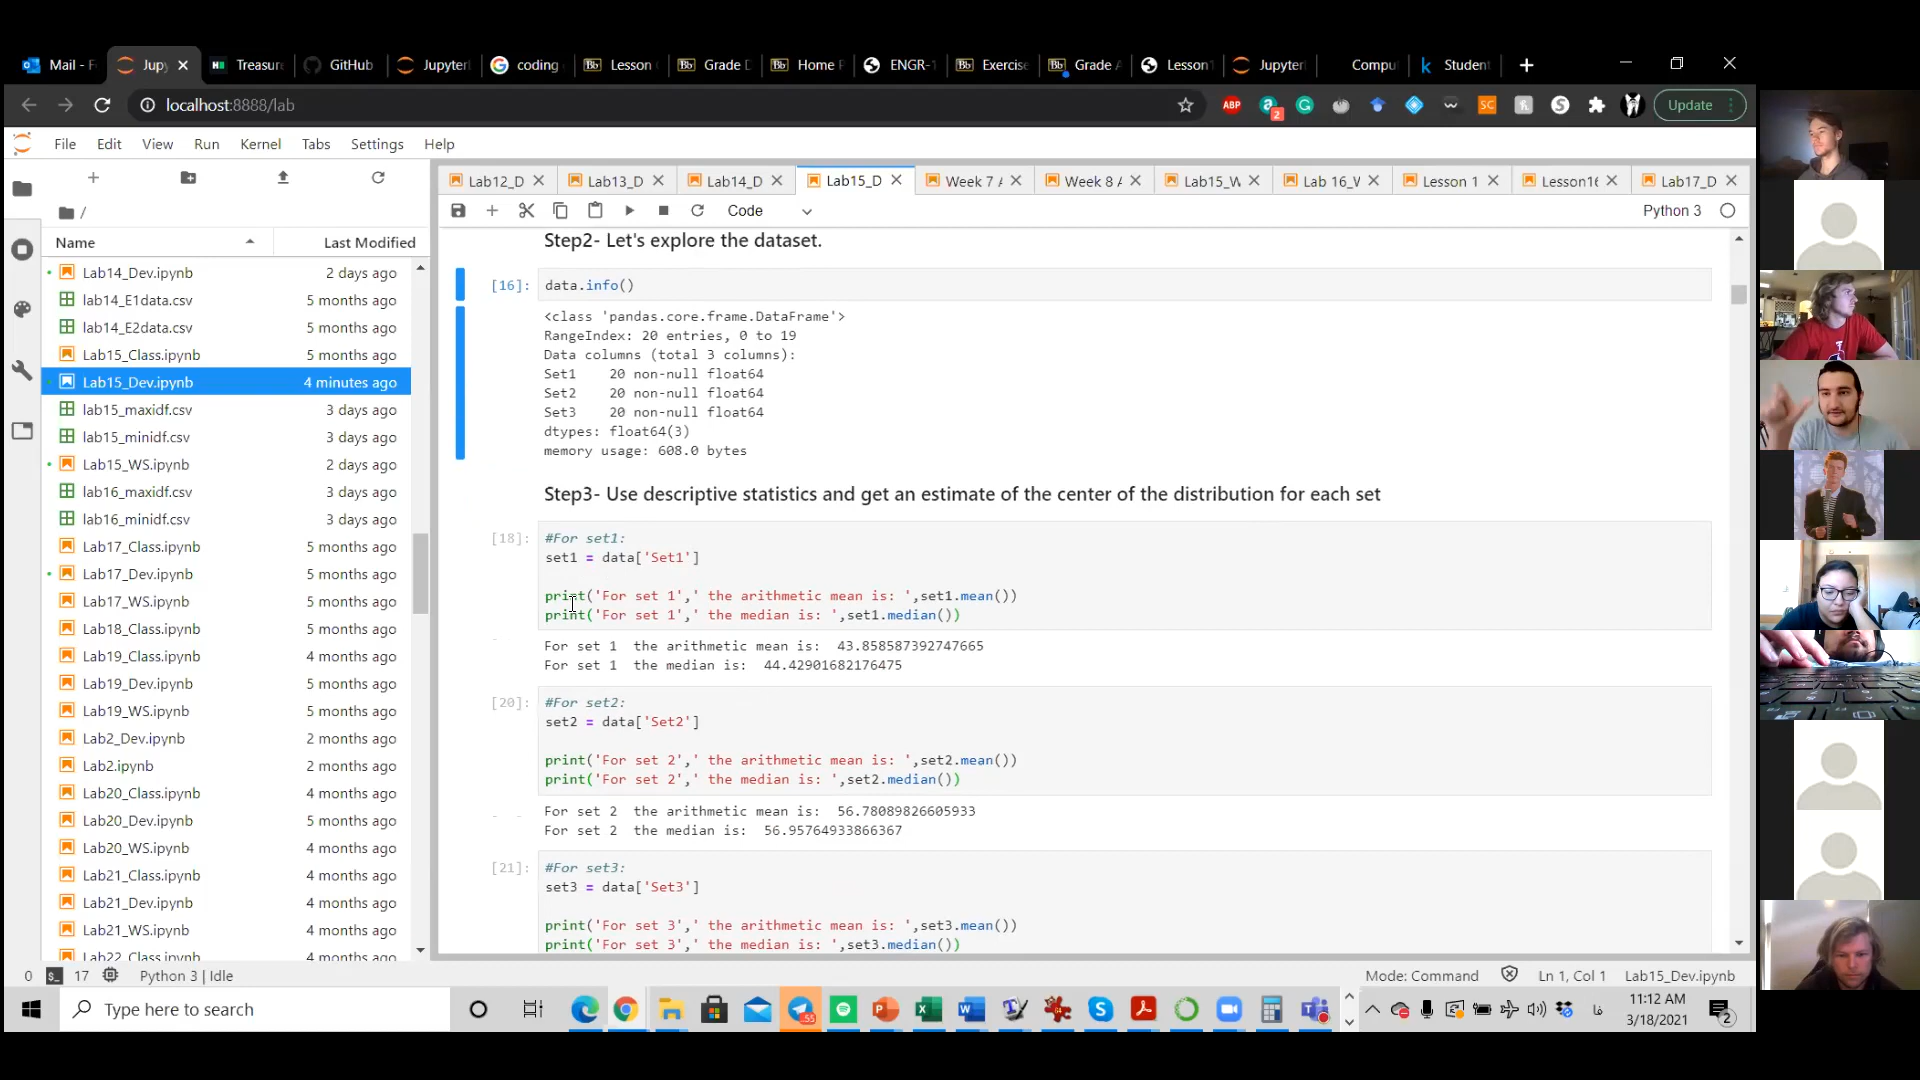 Mail - F
Jupy
Treasur
GitHub
Jupyter
coding
Bb Lesson
Bb Grade D
Bb Home P
ENGR-
Bb Exercise
Bb Grade A
Lesson
Jupyter
Compu
Student
localhost:8888/lab
ABP
2
SC
Update
File Edit View Run Kernel Tabs Settings Help
Lab12_D
Lab13_D
Lab14_D
Lab15_D
Week 7 A
Week 8 A
Lab15_W
Lab 16_V
Lesson 1
Lesson16
Lab17_D
Code
Python 3
/
Name Last Modified
Lab14_Dev.ipynb 2 days ago
lab14_E1data.csv 5 months ago
lab14_E2data.csv 5 months ago
Lab15_Class.ipynb 5 months ago
Lab15_Dev.ipynb 4 minutes ago
lab15_maxidf.csv 3 days ago
lab15_minidf.csv 3 days ago
Lab15_WS.ipynb 2 days ago
lab16_maxidf.csv 3 days ago
lab16_minidf.csv 3 days ago
Lab17_Class.ipynb 5 months ago
Lab17_Dev.ipynb 5 months ago
Lab17_WS.ipynb 5 months ago
Lab18_Class.ipynb 5 months ago
Lab19_Class.ipynb 4 months ago
Lab19_Dev.ipynb 5 months ago
Lab19_WS.ipynb 5 months ago
Lab2_Dev.ipynb 2 months ago
Lab2.ipynb 2 months ago
Lab20_Class.ipynb 4 months ago
Lab20_Dev.ipynb 5 months ago
Lab20_WS.ipynb 4 months ago
Lab21_Class.ipynb 4 months ago
Lab21_Dev.ipynb 4 months ago
Lab21_WS.ipynb 4 months ago
Lab22_Class.ipynb 4 months ago
Step2- Let's explore the dataset.
[16]: data.info()
<class 'pandas.core.frame.DataFrame'>
RangeIndex: 20 entries, 0 to 19
Data columns (total 3 columns):
Set1 20 non-null float64
Set2 20 non-null float64
Set3 20 non-null float64
dtypes: float64(3)
memory usage: 608.0 bytes
Step3- Use descriptive statistics and get an estimate of the center of the distribution for each set
[18]: #For set1:
set1 = data['Set1']
print('For set 1',' the arithmetic mean is: ',set1.mean())
print('For set 1',' the median is: ',set1.median())
For set 1 the arithmetic mean is: 43.858587392747665
For set 1 the median is: 44.42901682176475
[20]: #For set2:
set2 = data['Set2']
print('For set 2',' the arithmetic mean is: ',set2.mean())
print('For set 2',' the median is: ',set2.median())
For set 2 the arithmetic mean is: 56.78089826605933
For set 2 the median is: 56.95764933866367
[21]: #For set3:
set3 = data['Set3']
print('For set 3',' the arithmetic mean is: ',set3.mean())
print('For set 3',' the median is: ',set3.median())
0 17 Python 3 | Idle
Mode: Command Ln 1, Col 1 Lab15_Dev.ipynb
Type here to search
55
فا
11:12 AM
3/18/2021
2